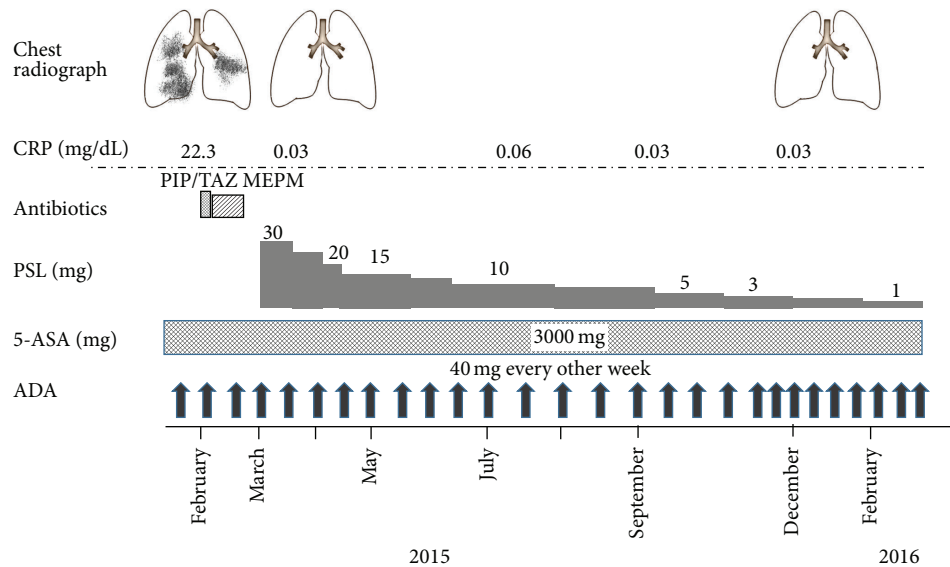 Chest
radiograph
CRP (mg/dL)
22.3 0.03 0.06 0.03 0.03
PIP/TAZ MEPM
Antibiotics
PSL (mg)
30 20 15 10 5 3 1
5-ASA (mg)
3000 mg
40 mg every other week
ADA
February
March
May
July
September
December
February
2015 2016